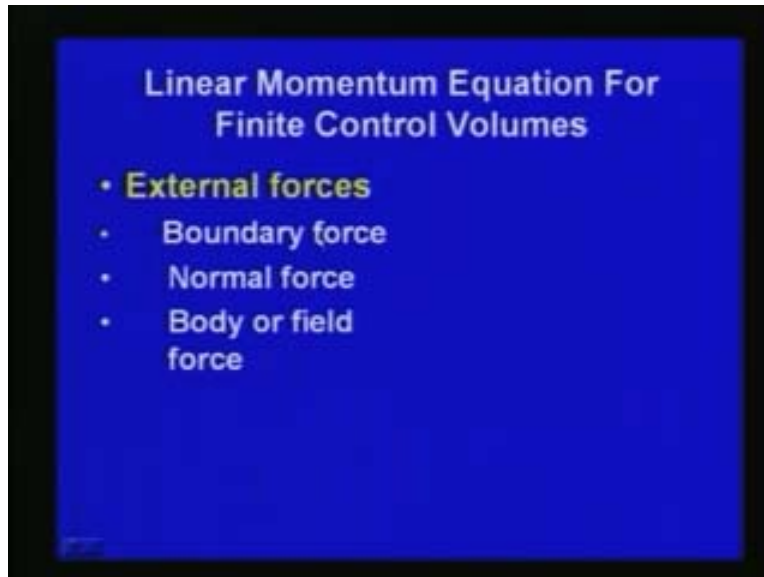 Linear Momentum Equation For
Finite Control Volumes
• External forces
• Boundary force
• Normal force
• Body or field
force